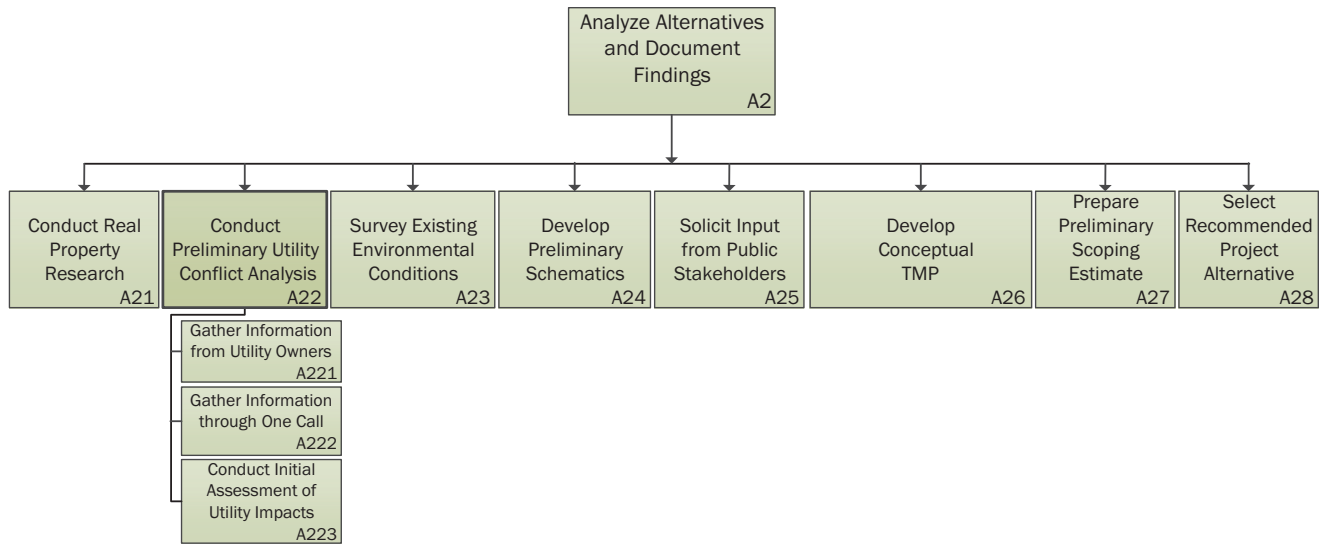 Analyze Alternatives
and Document
Findings
A2
Conduct Real
Property
Research
A21
Conduct
Preliminary Utility
Conflict Analysis
A22
Survey Existing
Environmental
Conditions
A23
Develop
Preliminary
Schematics
A24
Solicit Input
from Public
Stakeholders
A25
Develop
Conceptual
TMP
A26
Prepare
Preliminary
Scoping
Estimate
A27
Select
Recommended
Project
Alternative
A28
Gather Information
from Utility Owners
A221
Gather Information
through One Call
A222
Conduct Initial
Assessment of
Utility Impacts
A223